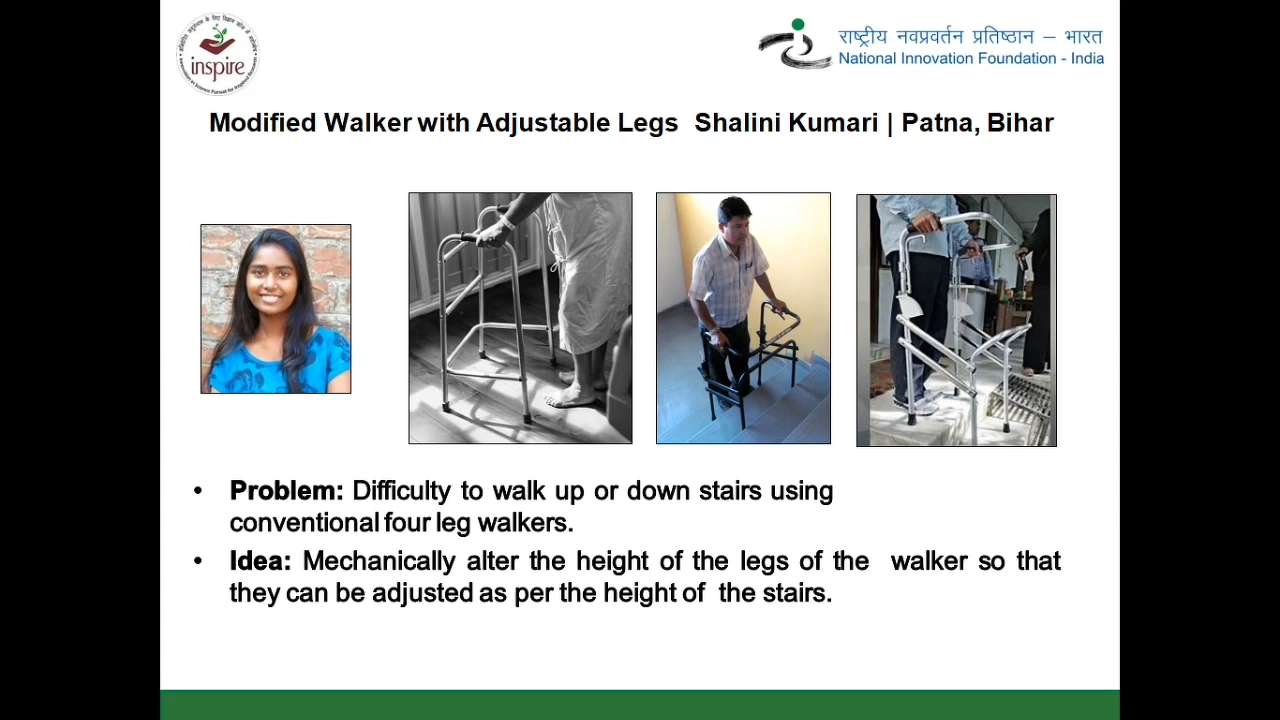 inspire
राष्ट्रीय नवप्रवर्तन प्रतिष्ठान – भारत
National Innovation Foundation - India
Modified Walker with Adjustable Legs Shalini Kumari | Patna, Bihar
• Problem: Difficulty to walk up or down stairs using
conventional four leg walkers.
• Idea: Mechanically alter the height of the legs of the walker so that
they can be adjusted as per the height of the stairs.